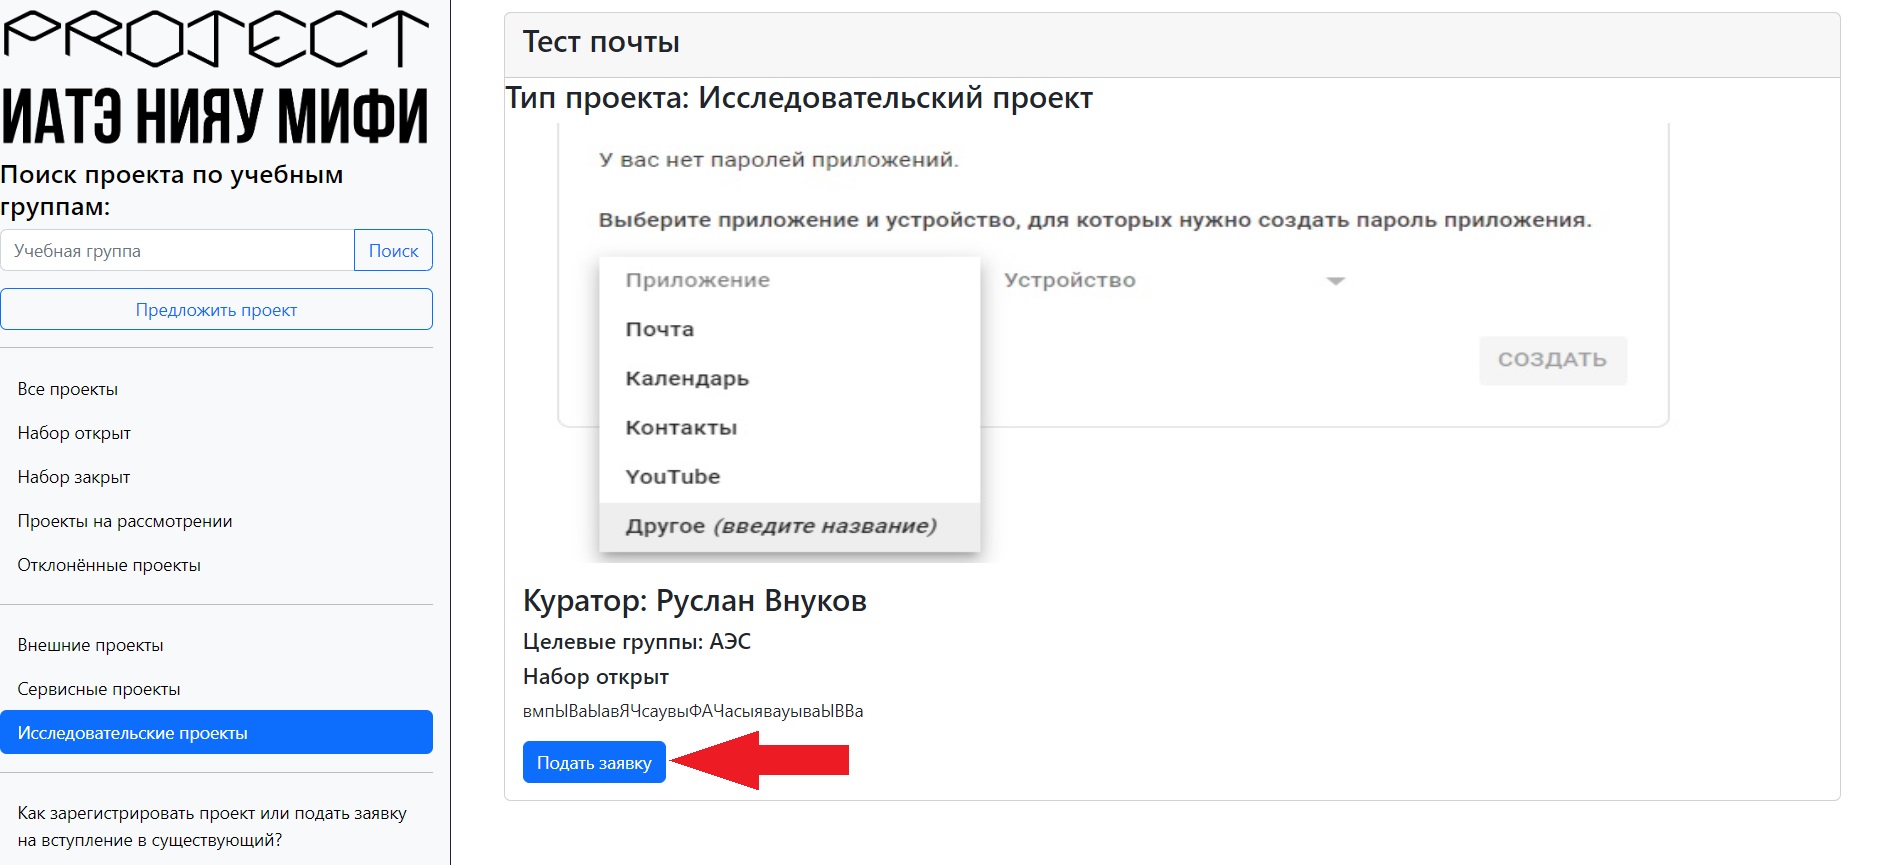 PROJECT
ИАТЭ НИЯУ МИФИ
Поиск проекта по учебным
группам:
Учебная группа
Поиск
Предложить проект
Все проекты
Набор открыт
Набор закрыт
Проекты на рассмотрении
Отклонённые проекты
Внешние проекты
Сервисные проекты
Исследовательские проекты
Как зарегистрировать проект или подать заявку
на вступление в существующий?
Тест почты
Тип проекта: Исследовательский проект
У вас нет паролей приложений.
Выберите приложение и устройство, для которых нужно создать пароль приложения.
Приложение
Устройство
Почта
Календарь
Контакты
YouTube
Другое (введите название)
СОЗДАТЬ
Куратор: Руслан Внуков
Целевые группы: АЭС
Набор открыт
вмпЫВаЫавЯЧсаувыФАЧасыявауываЫВВа
Подать заявку